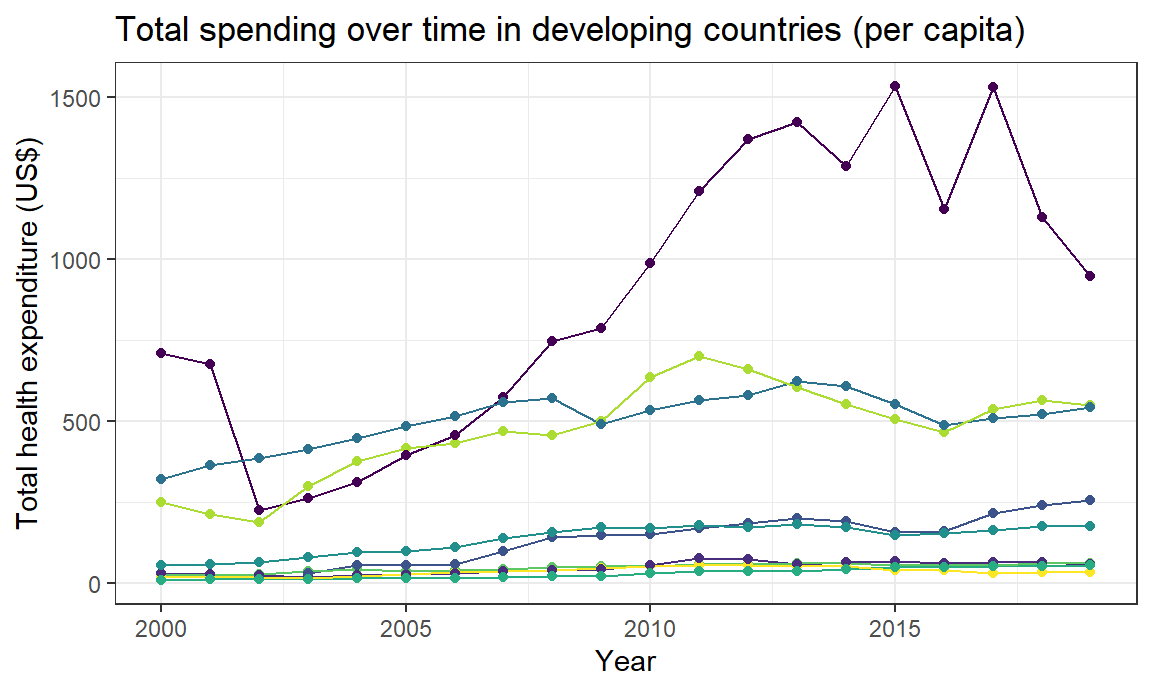 Total spending over time in developing countries (per capita)
Total health expenditure (US$)
1500
1000
500
0
2000 2005 2010 2015
Year